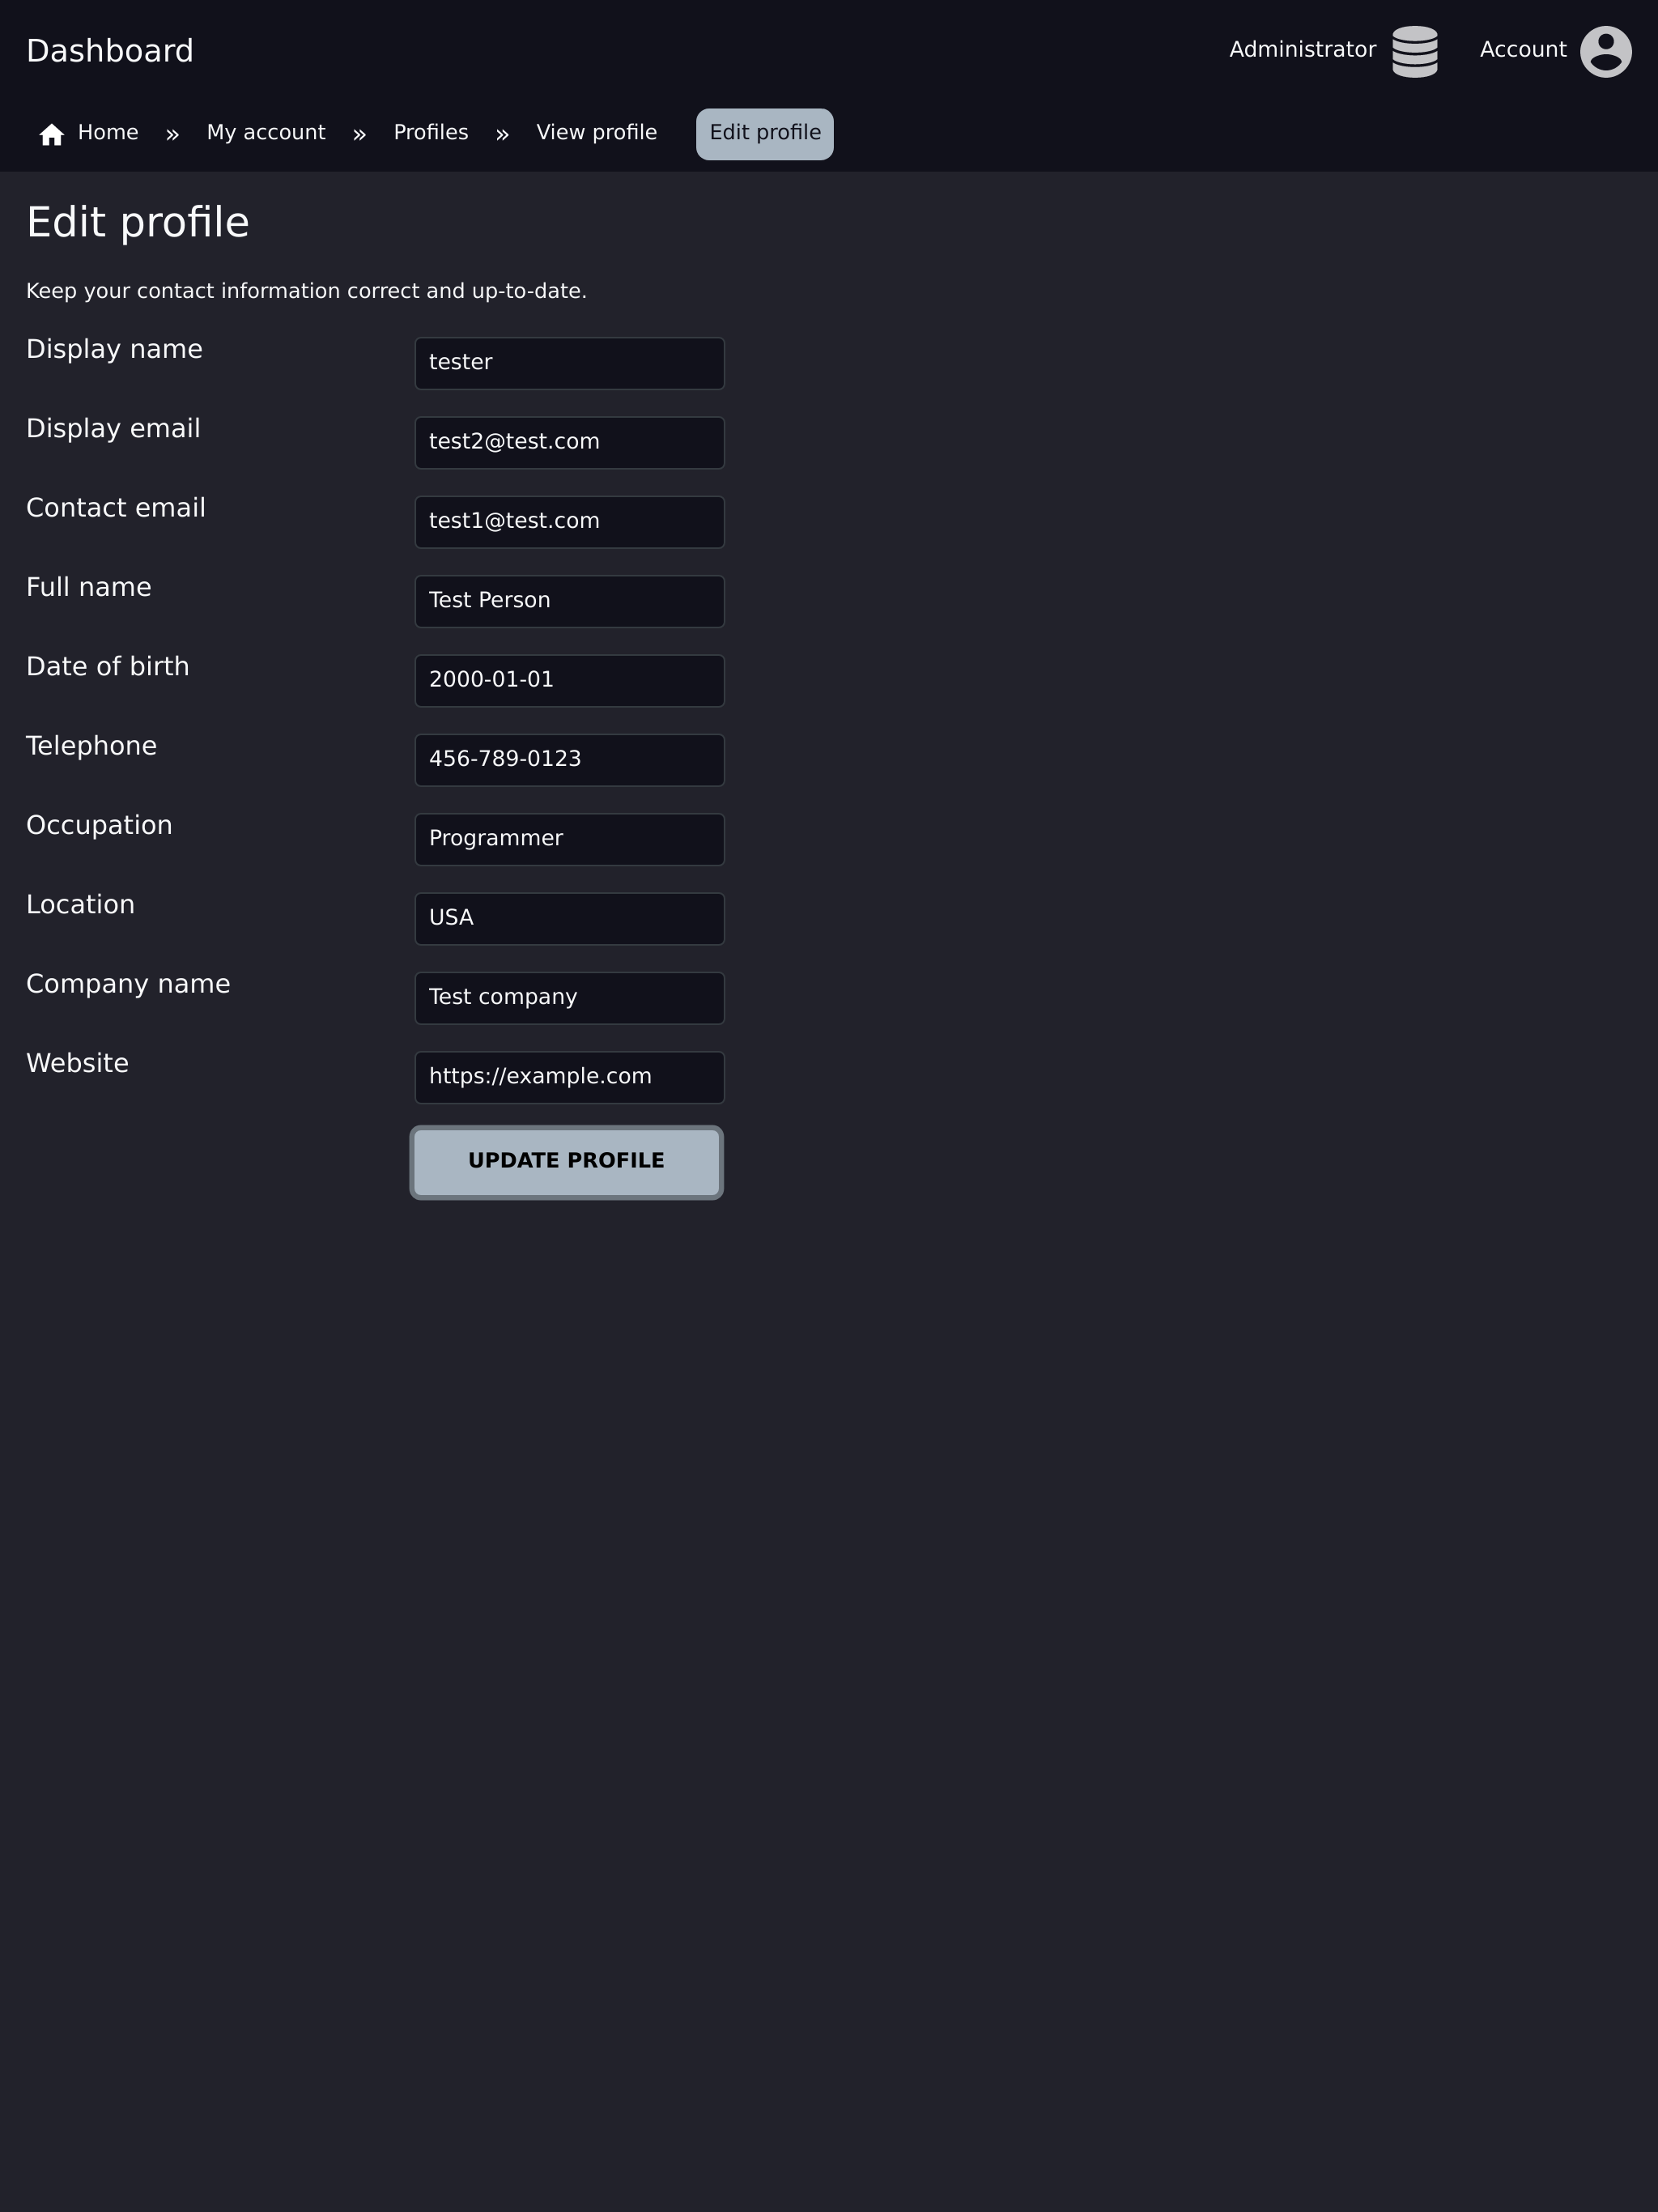 Dashboard Administrator Account
Home » My account » Profiles » View profile Edit profile
Edit profile
Keep your contact information correct and up-to-date.
Display name tester
Display email test2@test.com
Contact email test1@test.com
Full name Test Person
Date of birth 2000-01-01
Telephone 456-789-0123
Occupation Programmer
Location USA
Company name Test company
Website https://example.com
UPDATE PROFILE